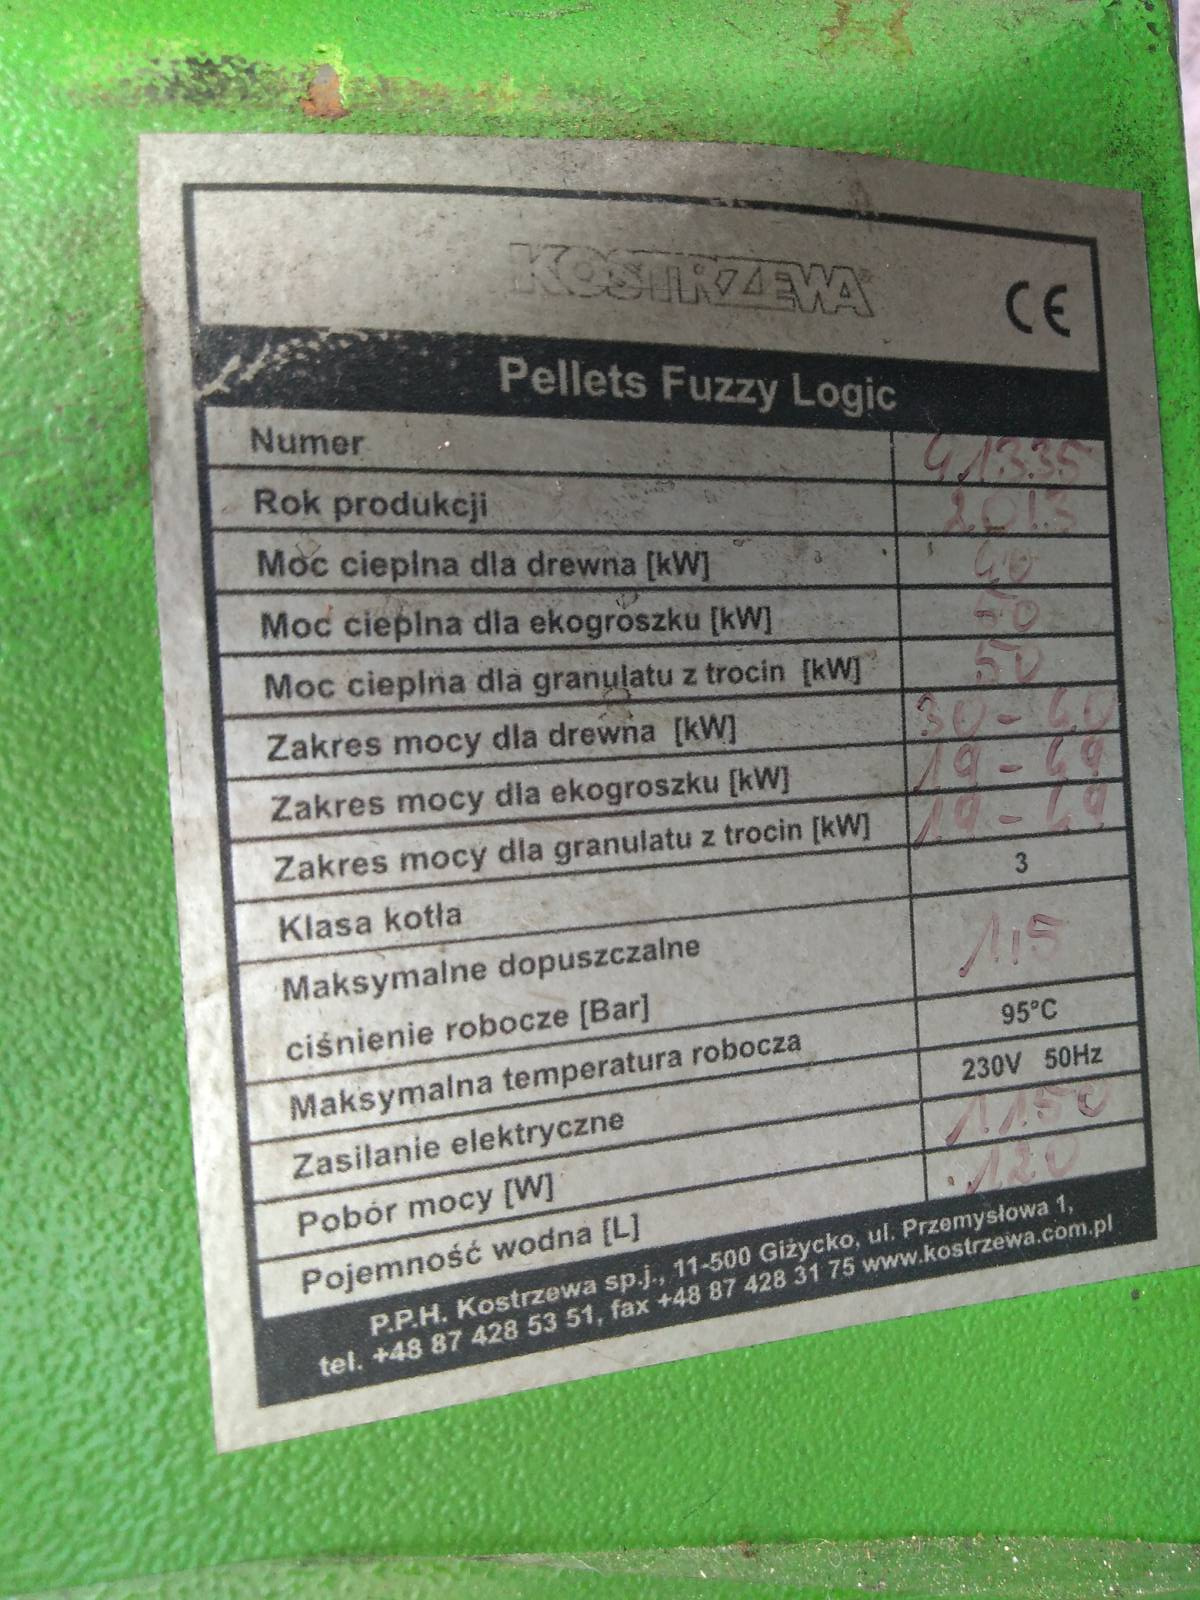 KOSTRZEWA®
CE
Pellets Fuzzy Logic
Numer 41335
Rok produkcji 2013
Moc cieplna dla drewna [kW] 40
Moc cieplna dla ekogroszku [kW] 50
Moc cieplna dla granulatu z trocin [kW] 50
Zakres mocy dla drewna [kW] 30-40
Zakres mocy dla ekogroszku [kW] 19-49
Zakres mocy dla granulatu z trocin [kW] 19-49
Klasa kotła 3
Maksymalne dopuszczalne
ciśnienie robocze [Bar] 1,5
Maksymalna temperatura robocza 95°C
Zasilanie elektryczne 230V 50Hz
Pobór mocy [W] 1150
Pojemność wodna [L] 120
P.P.H. Kostrzewa sp.j., 11-500 Giżycko, ul. Przemysłowa 1,
tel. +48 87 428 53 51, fax +48 87 428 31 75 www.kostrzewa.com.pl